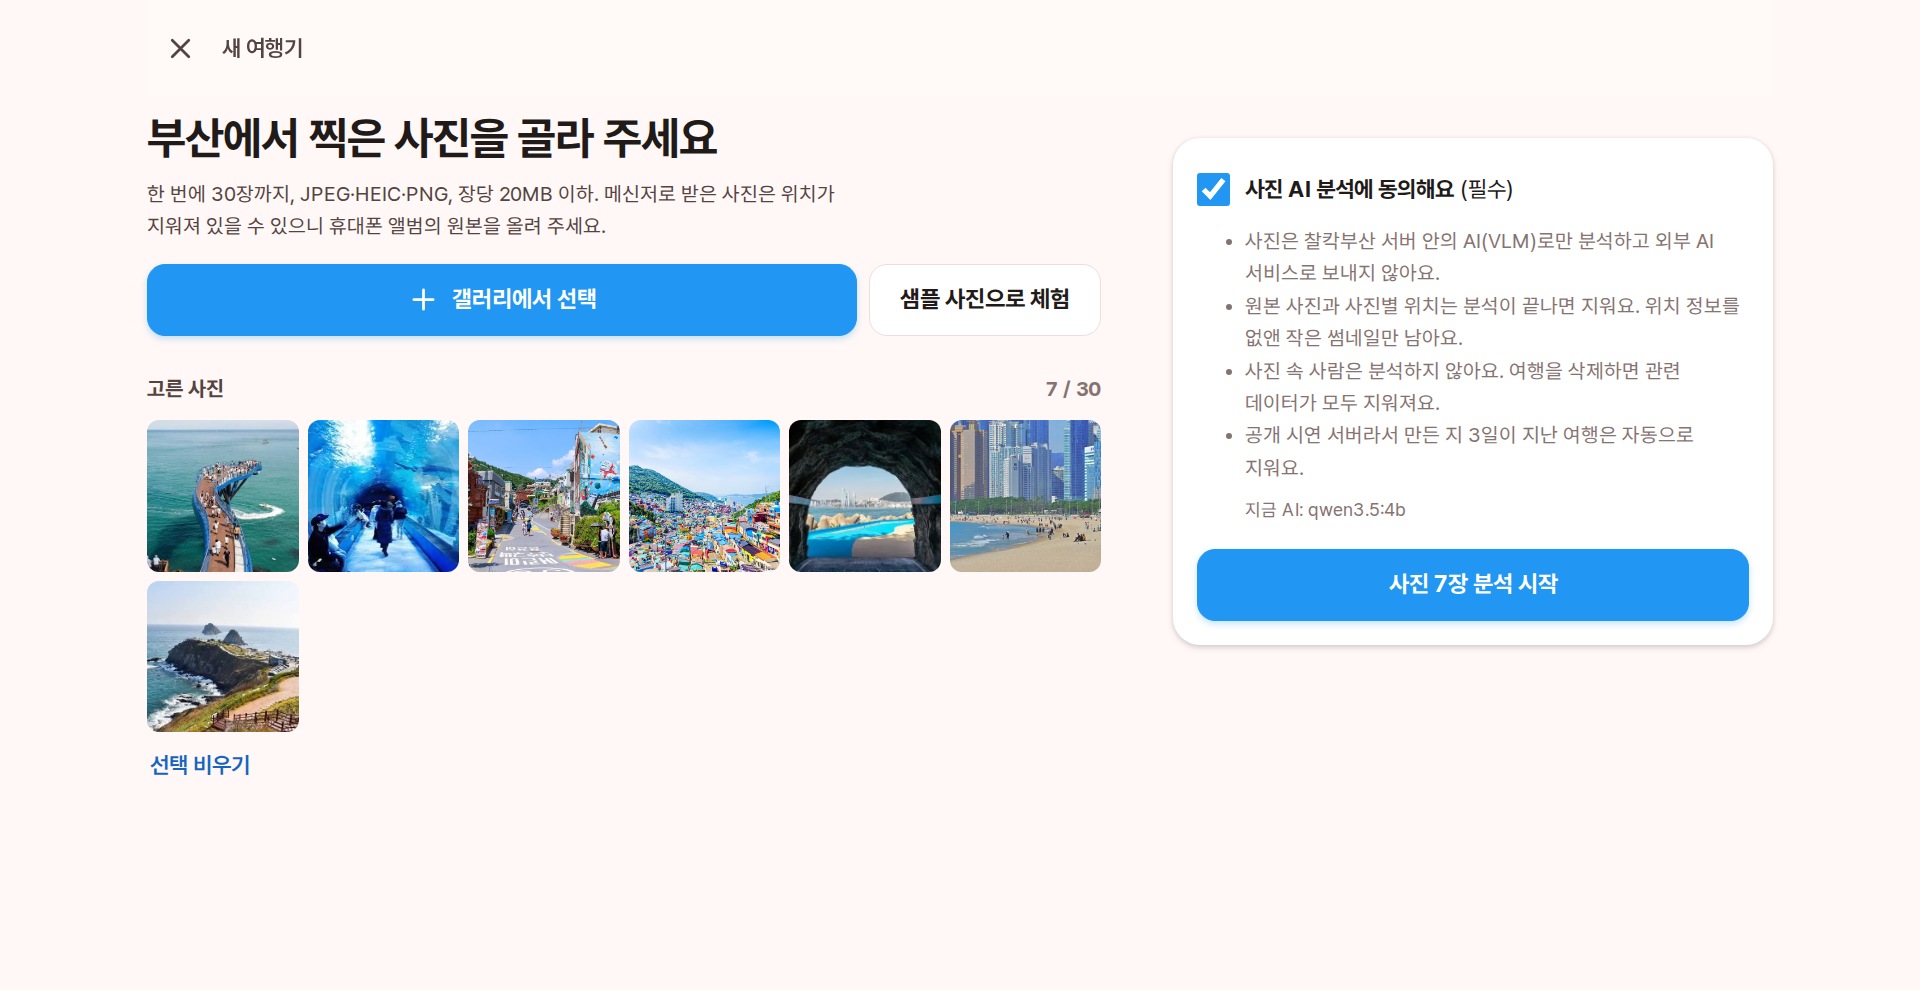 새 여행기
부산에서 찍은 사진을 골라 주세요
한 번에 30장까지, JPEG·HEIC·PNG, 장당 20MB 이하. 메신저로 받은 사진은 위치가
지워져 있을 수 있으니 휴대폰 앨범의 원본을 올려 주세요.
갤러리에서 선택
샘플 사진으로 체험
고른 사진
7 / 30
선택 비우기
사진 AI 분석에 동의해요 (필수)
사진은 찰칵부산 서버 안의 AI(VLM)로만 분석하고 외부 AI
서비스로 보내지 않아요.
원본 사진과 사진별 위치는 분석이 끝나면 지워요. 위치 정보를
없앤 작은 썸네일만 남아요.
사진 속 사람은 분석하지 않아요. 여행을 삭제하면 관련
데이터가 모두 지워져요.
공개 시연 서버라서 만든 지 3일이 지난 여행은 자동으로
지워요.
지금 AI: qwen3.5:4b
사진 7장 분석 시작